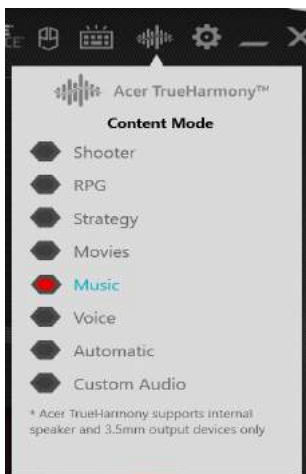 CE
Acer TrueHarmony™
Content Mode
Shooter
RPG
Strategy
Movies
Music
Voice
Automatic
Custom Audio
* Acer TrueHarmony supports internal
speaker and 3.5mm output devices only